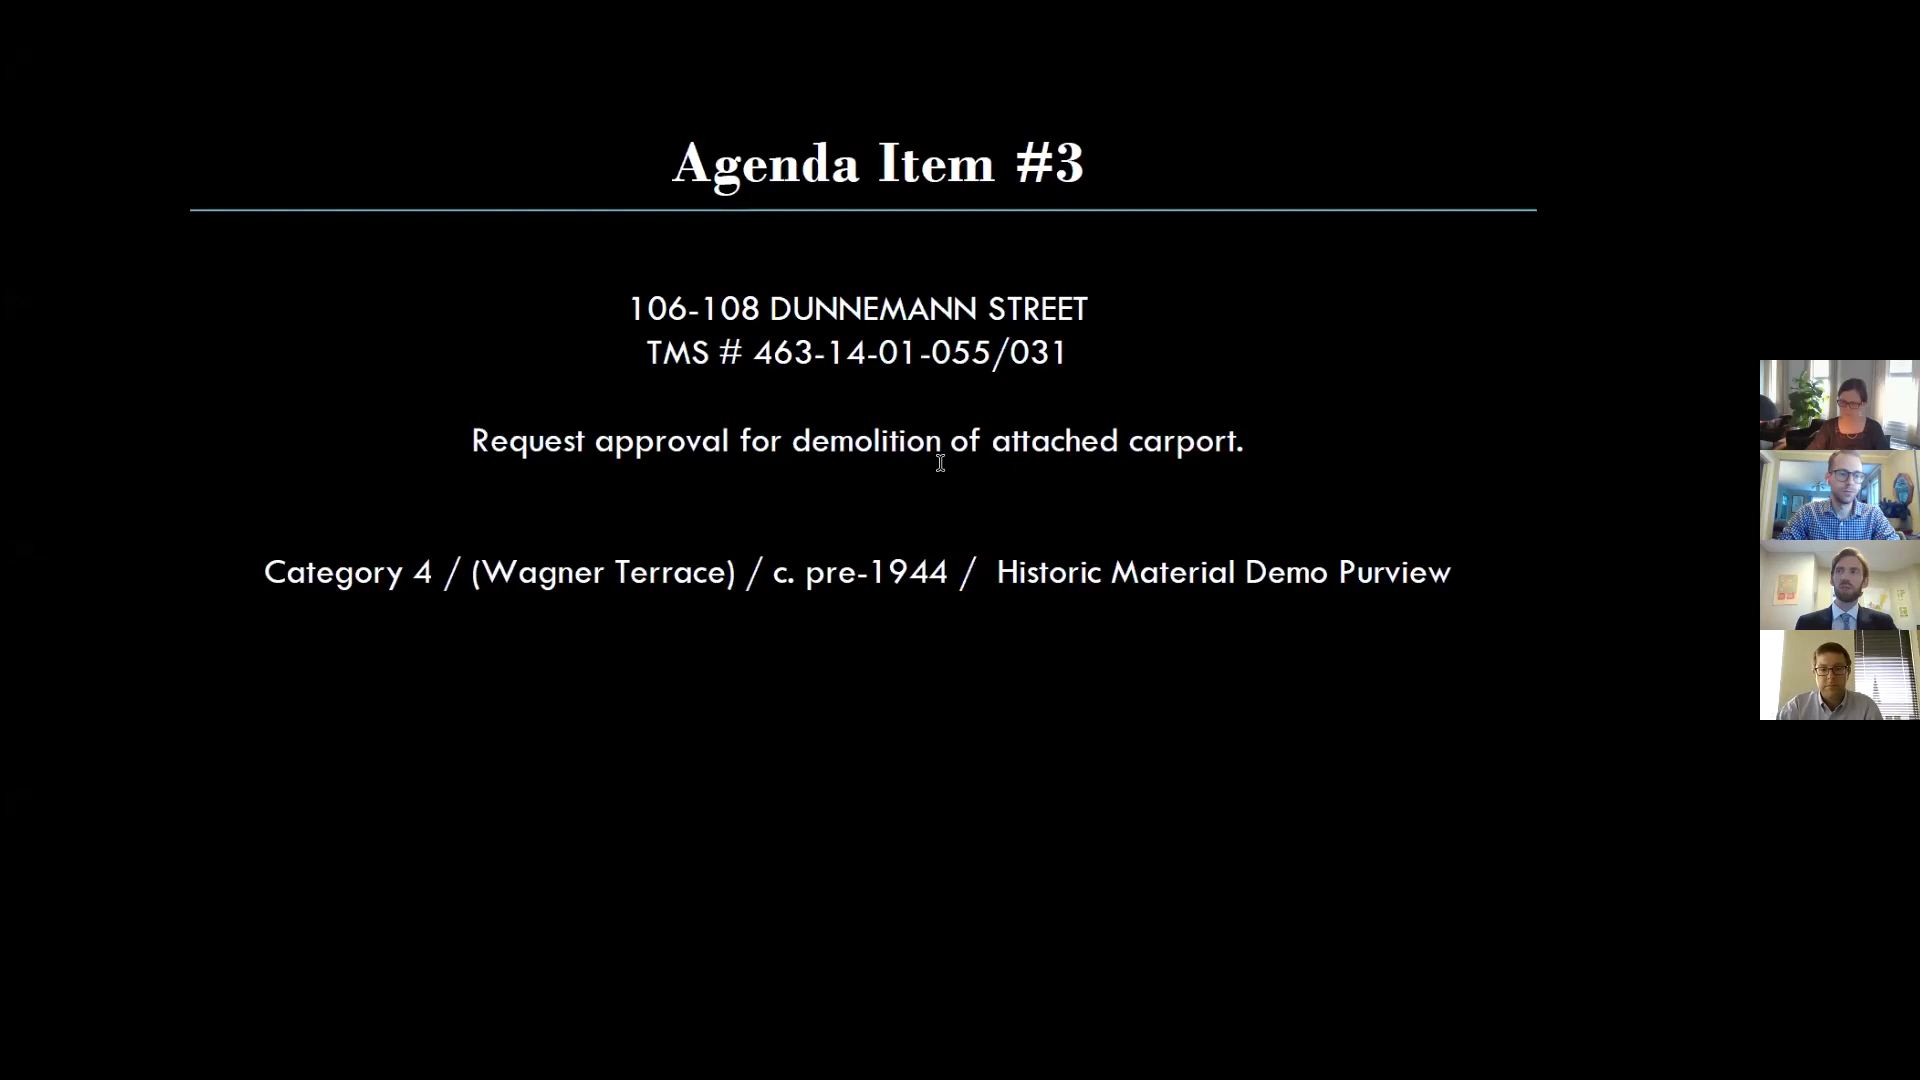 Agenda Item #3
106-108 DUNNEMANN STREET
TMS # 463-14-01-055/031
Request approval for demolition of attached carport.
Category 4 / (Wagner Terrace) / c. pre-1944 / Historic Material Demo Purview